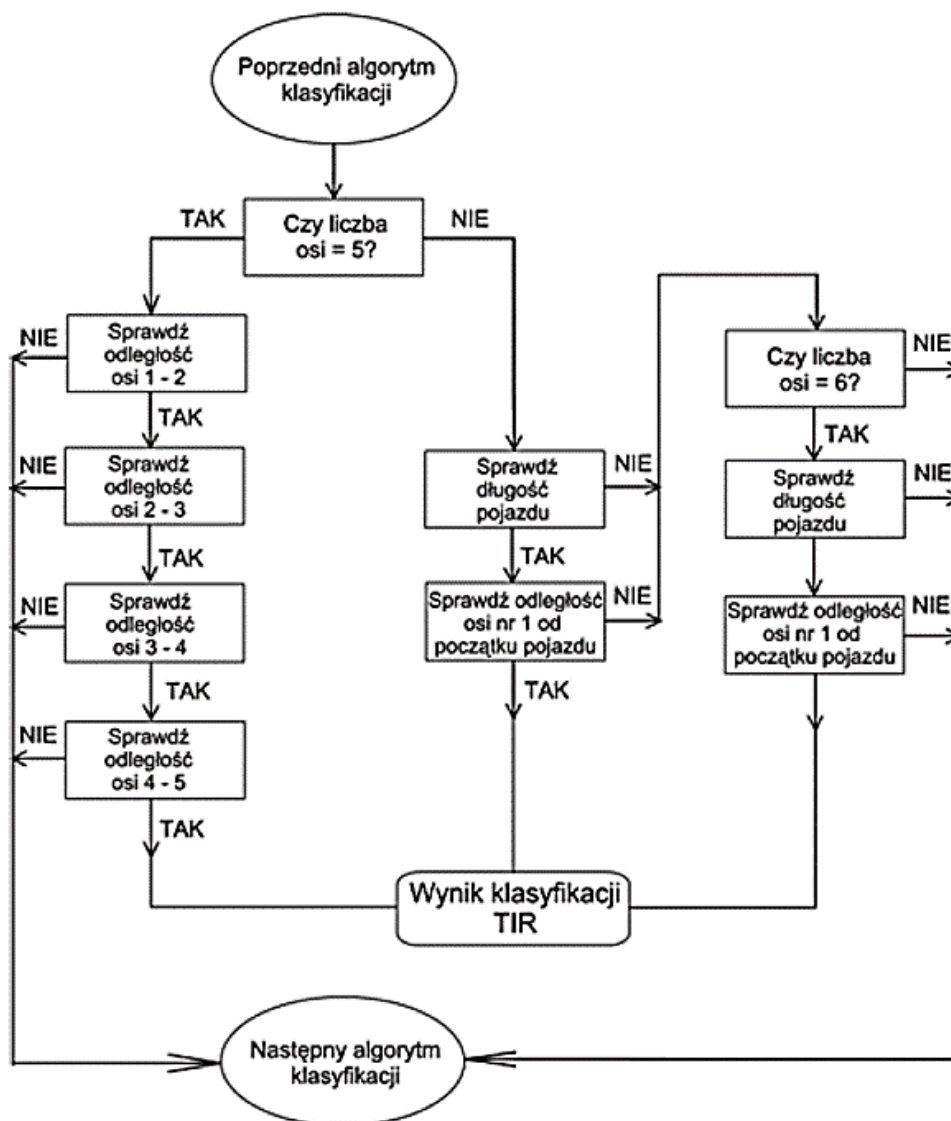 Poprzedni algorytm
klasyfikacji
TAK
Czy liczba
osi = 5?
NIE
NIE
Sprawdź
odległość
osi 1 - 2
TAK
NIE
Sprawdź
odległość
osi 2 - 3
TAK
NIE
Sprawdź
odległość
osi 3 - 4
TAK
NIE
Sprawdź
odległość
osi 4 - 5
TAK
Sprawdź
długość
pojazdu
NIE
TAK
Sprawdź odległość
osi nr 1 od
początku pojazdu
NIE
TAK
Czy liczba
osi = 6?
NIE
TAK
Sprawdź
długość
pojazdu
NIE
Sprawdź odległość
osi nr 1 od
początku pojazdu
NIE
Wynik klasyfikacji
TIR
Następny algorytm
klasyfikacji